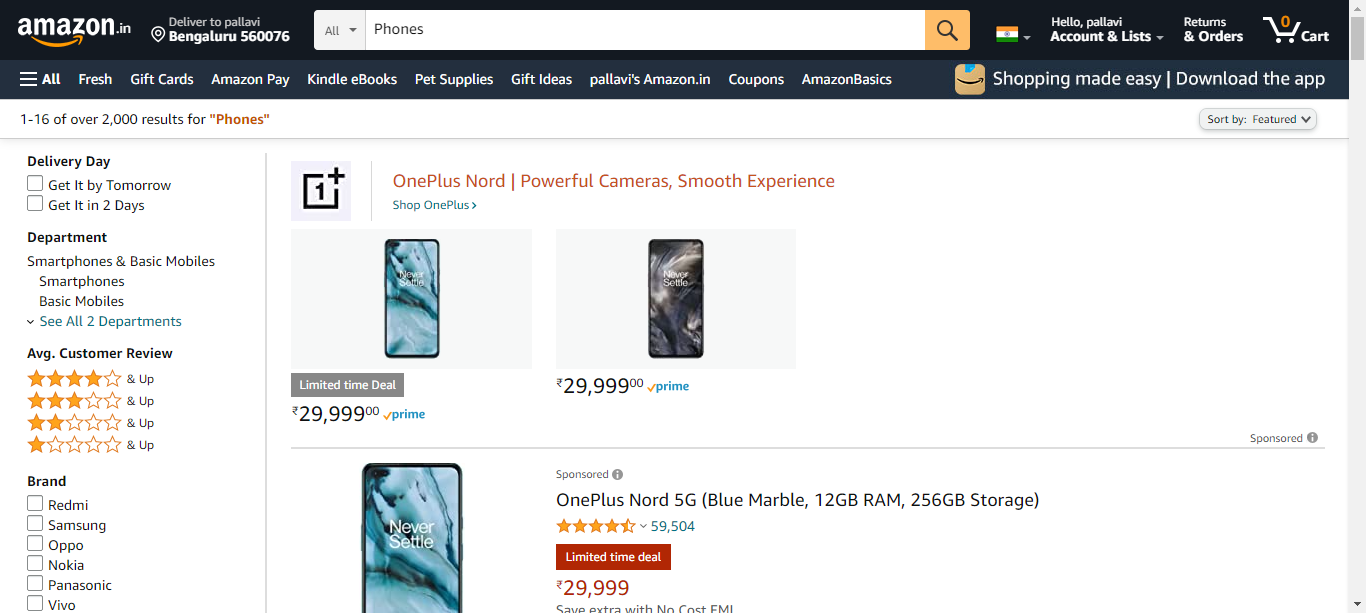 amazon.in
Deliver to pallavi
Bengaluru 560076
All
Phones
Hello, pallavi
Account & Lists
Returns
& Orders
0
Cart
All Fresh Gift Cards Amazon Pay Kindle eBooks Pet Supplies Gift Ideas pallavi's Amazon.in Coupons AmazonBasics
Shopping made easy | Download the app
1-16 of over 2,000 results for "Phones"
Sort by: Featured
Delivery Day
Get It by Tomorrow
Get It in 2 Days
Department
Smartphones & Basic Mobiles
Smartphones
Basic Mobiles
See All 2 Departments
Avg. Customer Review
& Up
& Up
& Up
& Up
Brand
Redmi
Samsung
Oppo
Nokia
Panasonic
Vivo
1+
OnePlus Nord | Powerful Cameras, Smooth Experience
Shop OnePlus ›
Never
Settle
Limited time Deal
₹29,99900 prime
Never
Settle
₹29,99900 prime
Sponsored
Never
Settle
Sponsored
OnePlus Nord 5G (Blue Marble, 12GB RAM, 256GB Storage)
59,504
Limited time deal
₹29,999
Save extra with No Cost EMI